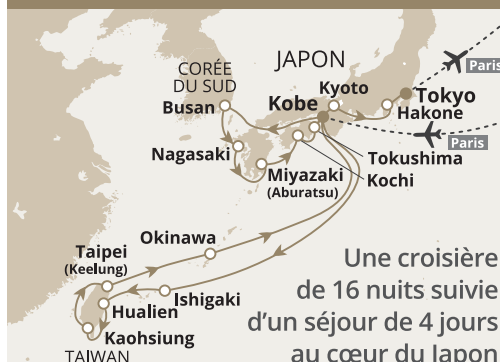 JAPON
CORÉE
DU SUD
Paris
Busan
Kobe
Kyoto
Tokyo
Hakone
Paris
Nagasaki
Tokushima
Miyazaki
(Aburatsu)
Kochi
Okinawa
Taipei
(Keelung)
Ishigaki
Hualien
Kaohsiung
TAIWAN
Une croisière
de 16 nuits suivie
d'un séjour de 4 jours
au cœur du Japon